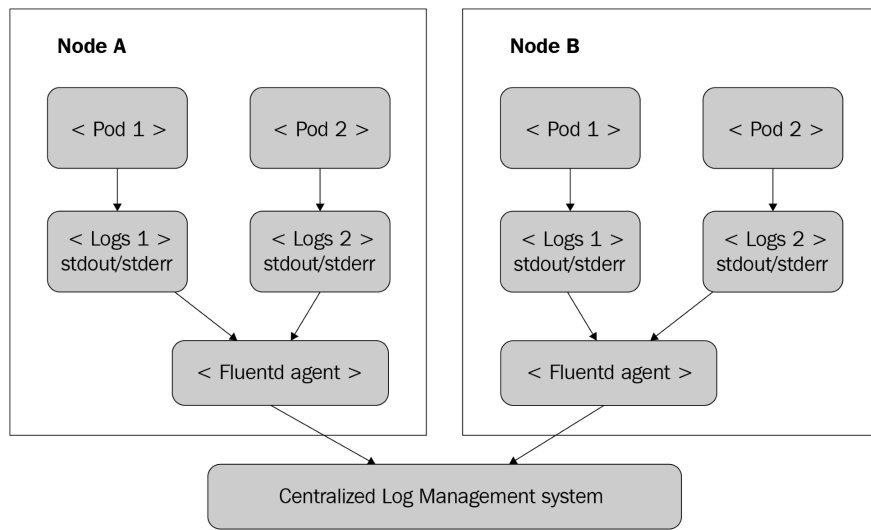 Node A
< Pod 1 >
< Pod 2 >
< Logs 1 >
stdout/stderr
< Logs 2 >
stdout/stderr
< Fluentd agent >
Node B
< Pod 1 >
< Pod 2 >
< Logs 1 >
stdout/stderr
< Logs 2 >
stdout/stderr
< Fluentd agent >
Centralized Log Management system